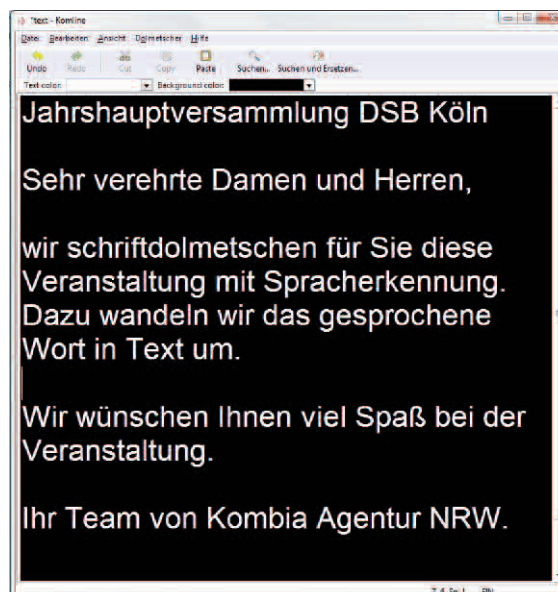 *text - Komline
Datei Bearbeiten Ansicht Dolmetscher Hilfe
Undo Redo Cut Copy Paste Suchen... Suchen und Ersetzen...
Text color: Background color:
Jahrshauptversammlung DSB Köln
Sehr verehrte Damen und Herren,
wir schriftdolmetschen für Sie diese
Veranstaltung mit Spracherkennung.
Dazu wandeln wir das gesprochene
Wort in Text um.
Wir wünschen Ihnen viel Spaß bei der
Veranstaltung.
Ihr Team von Kombia Agentur NRW.